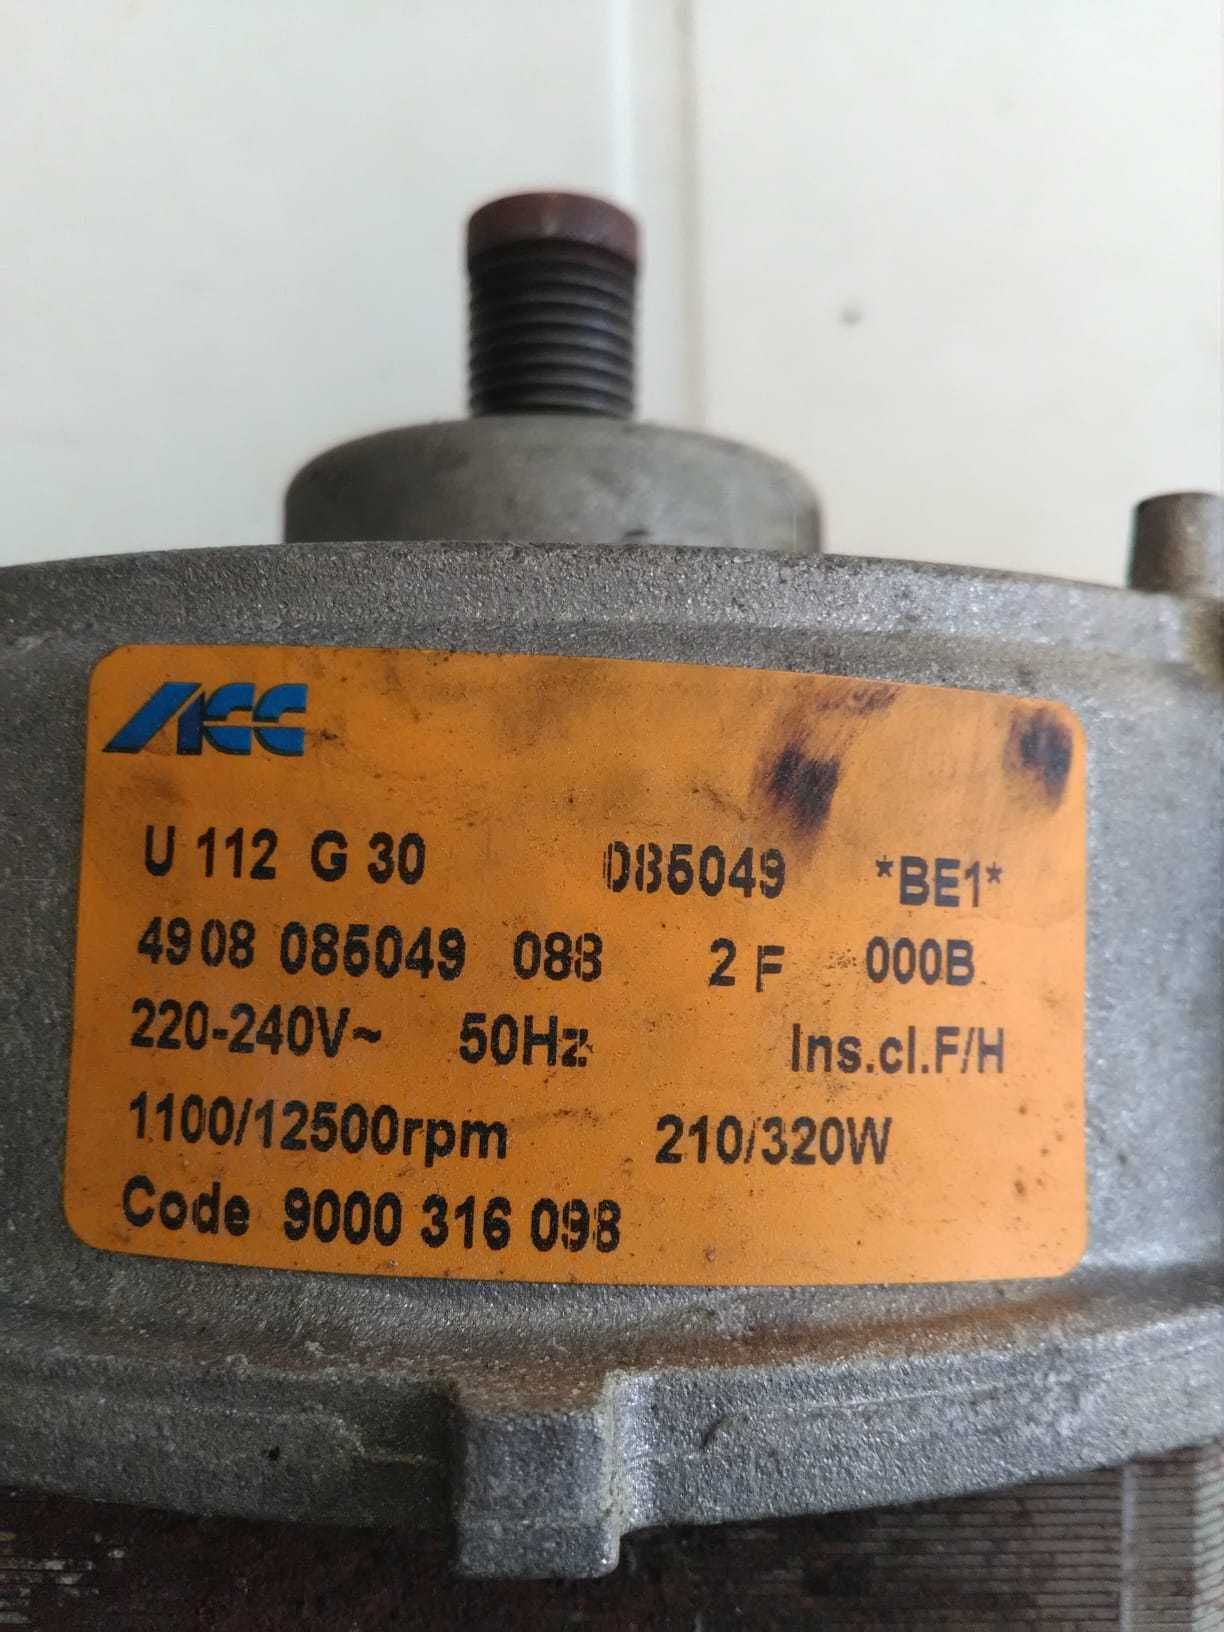 ACC
U 112 G 30 085049 *BE1*
4908 085049 088 2 F 000B
220-240V~ 50Hz Ins.cl.F/H
1100/12500rpm 210/320W
Code 9000 316 098